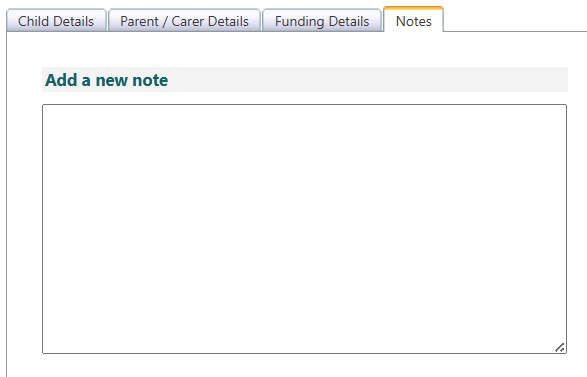 Child Details Parent / Carer Details Funding Details Notes
Add a new note